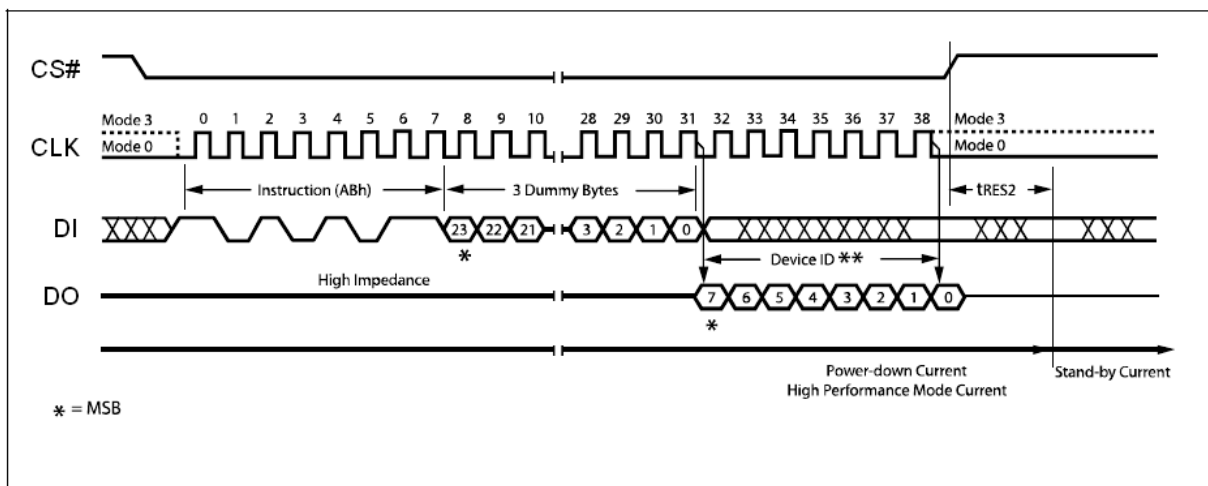 CS#
Mode 3 0 1 2 3 4 5 6 7 8 9 10 28 29 30 31 32 33 34 35 36 37 38 Mode 3
CLK Mode 0 Mode 0
Instruction (ABh) 3 Dummy Bytes tRES2
DI 23 22 21 3 2 1 0
* Device ID **
High Impedance
DO 7 6 5 4 3 2 1 0
*
Power-down Current Stand-by Current
High Performance Mode Current
* = MSB